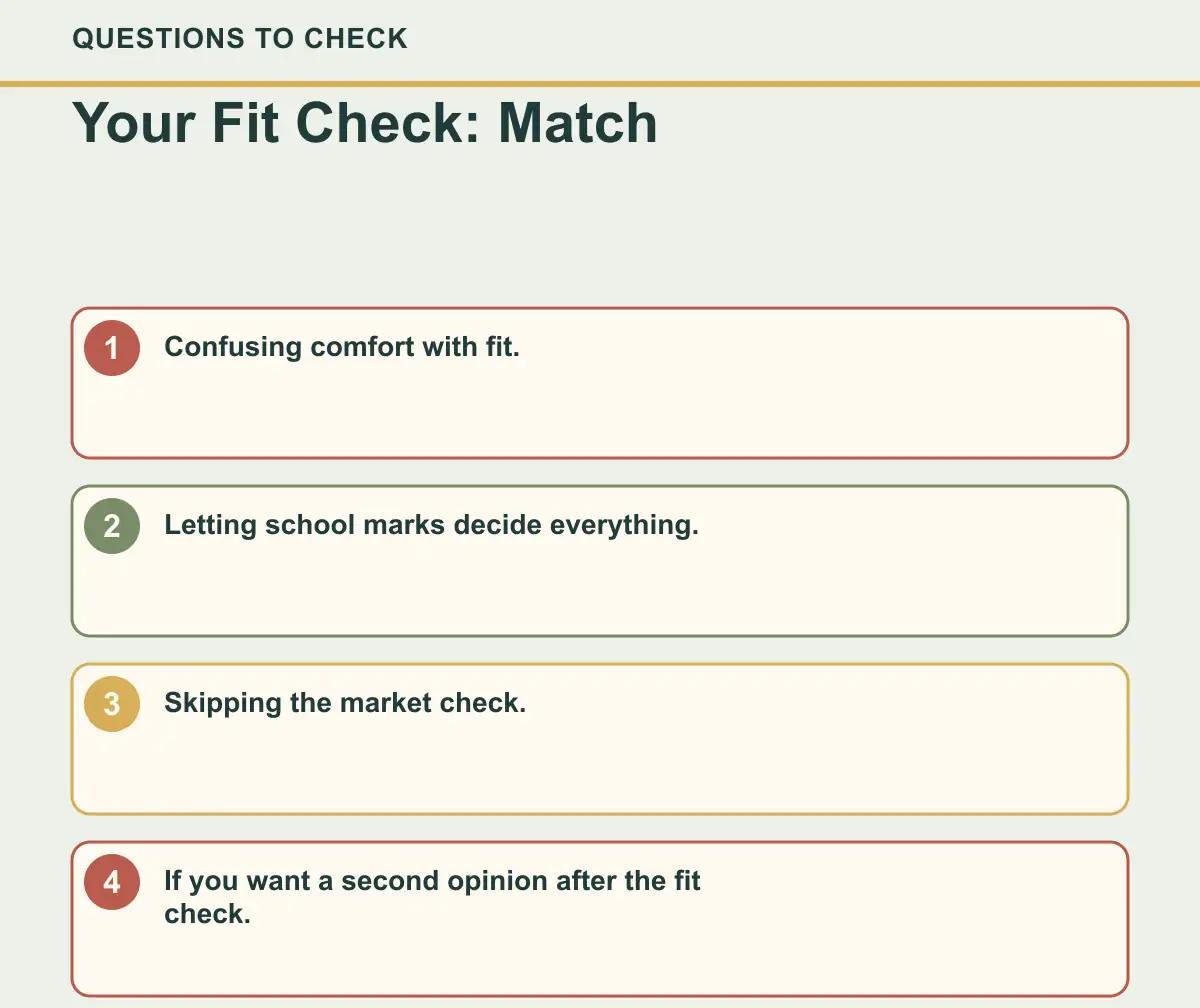 QUESTIONS TO CHECK
Your Fit Check: Match
1
Confusing comfort with fit.
2
Letting school marks decide everything.
3
Skipping the market check.
4
If you want a second opinion after the fit
check.